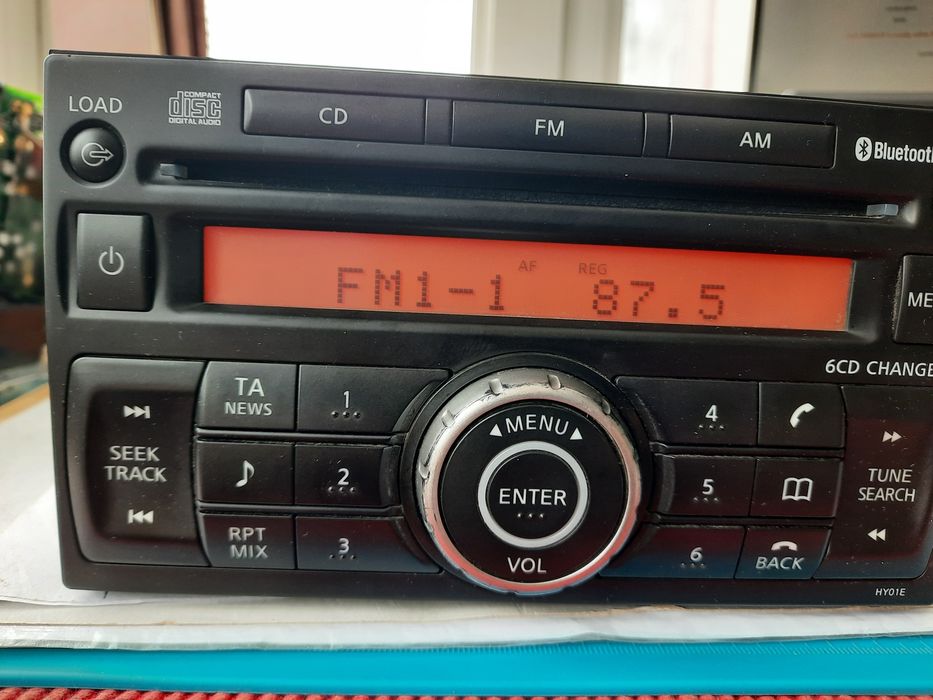 LOAD
COMPACT
disc
DIGITAL AUDIO
CD
FM
AM
Bluetooth
AF REG
FM1-1 87.5
ME
6CD CHANGE
SEEK
TRACK
TA
NEWS
1
2
RPT
MIX
3
MENU
ENTER
VOL
4
5
6
BACK
TUNE
SEARCH
HY01E